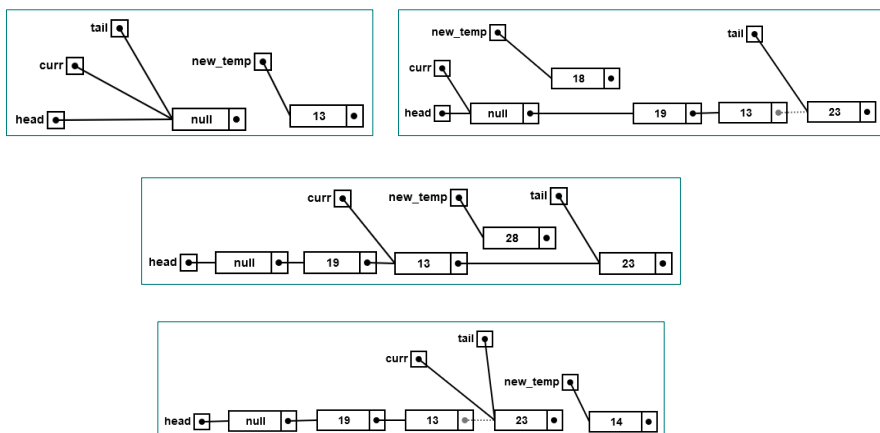 tail
curr
new_temp
head
null
13
new_temp
tail
curr
18
head
null
19
13
23
curr
new_temp
tail
28
head
null
19
13
23
tail
curr
new_temp
head
null
19
13
23
14